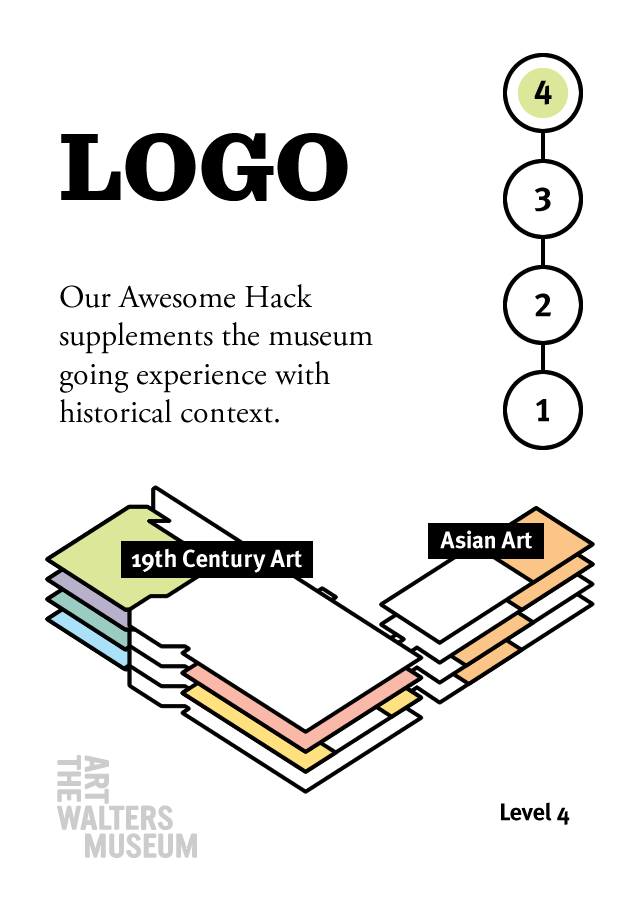 LOGO
Our Awesome Hack
supplements the museum
going experience with
historical context.
4
3
2
1
19th Century Art
Asian Art
THE
ART
WALTERS
MUSEUM
Level 4